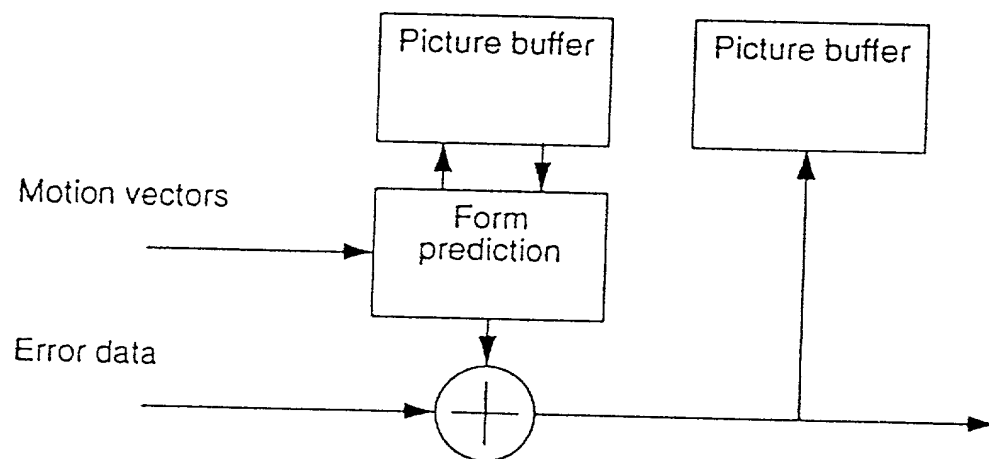 Picture buffer
Picture buffer
Motion vectors
Form
prediction
Error data